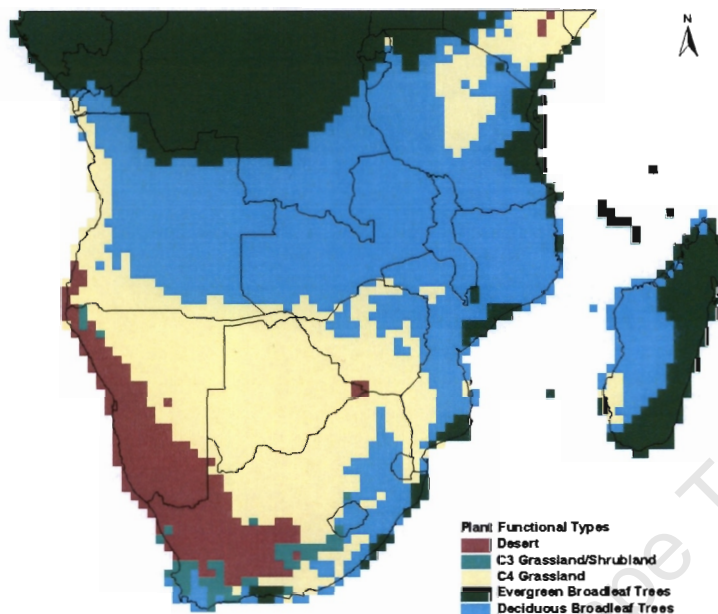 N
Plant Functional Types
Desert
C3 Grassland/Shrubland
C4 Grassland
Evergreen Broadleaf Trees
Deciduous Broadleaf Trees